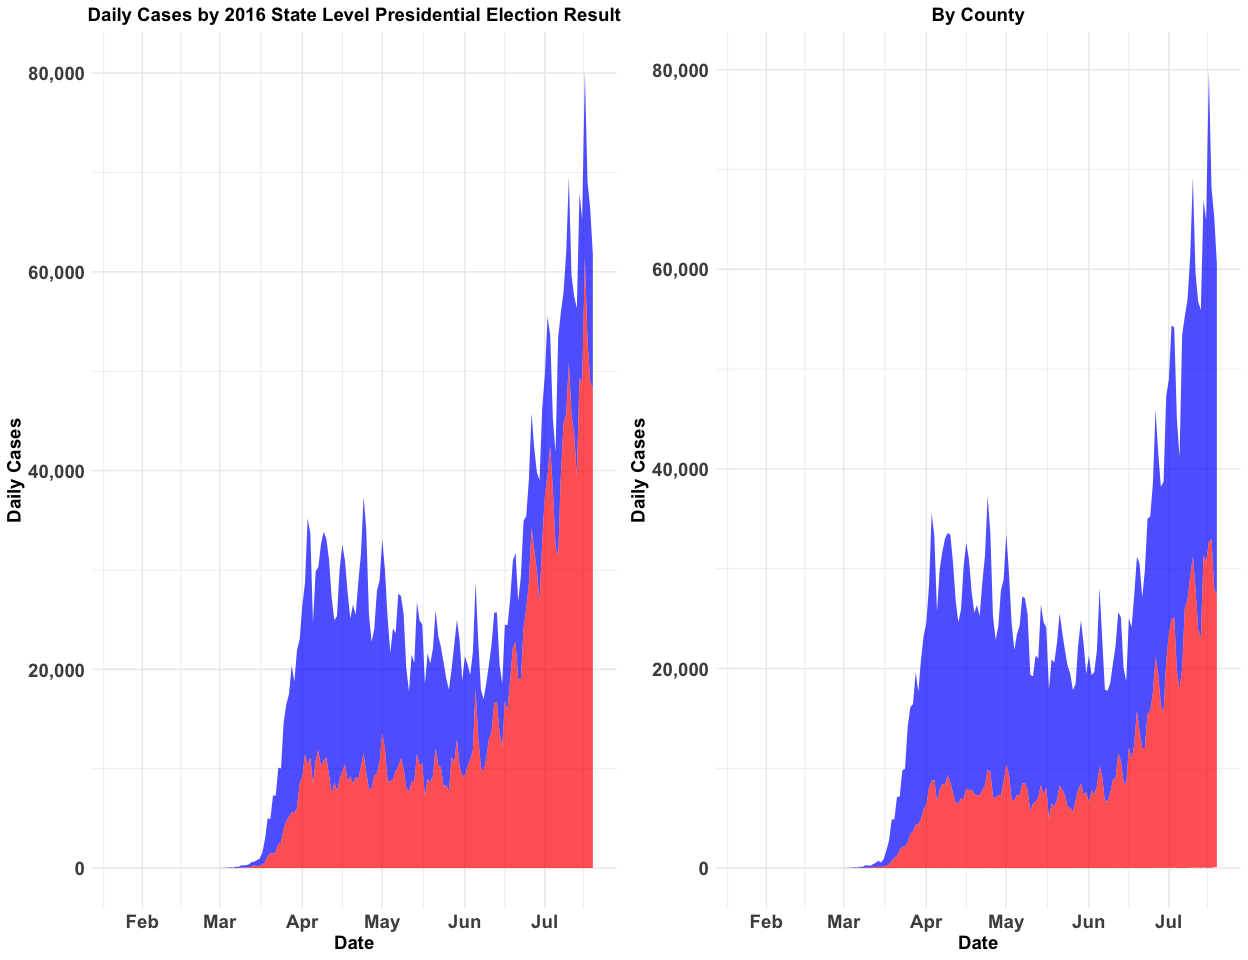 Daily Cases by 2016 State Level Presidential Election Result
80,000
60,000
40,000
20,000
0
Daily Cases
Feb Mar Apr May Jun Jul
Date
By County
80,000
60,000
40,000
20,000
0
Daily Cases
Feb Mar Apr May Jun Jul
Date